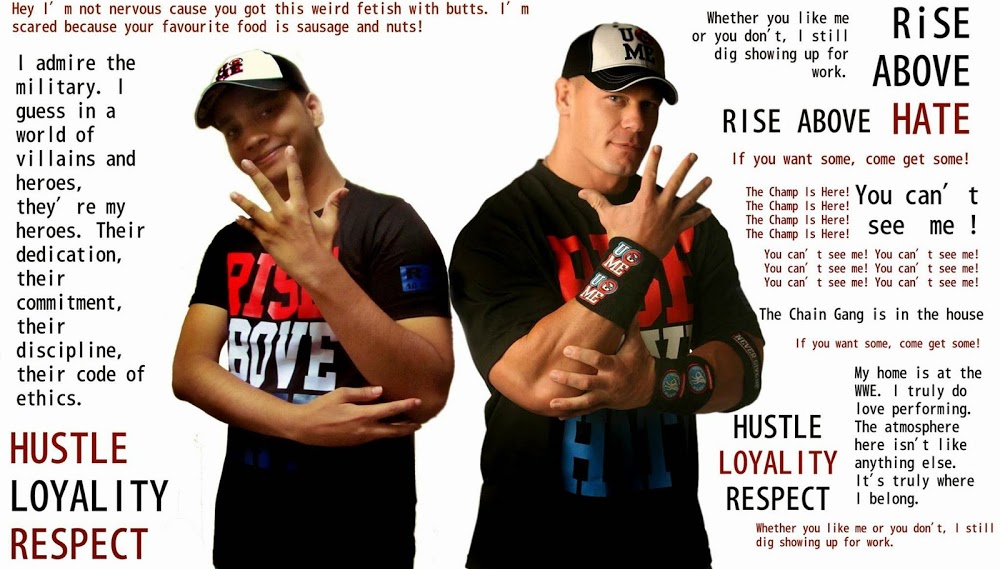 Hey I'm not nervous cause you got this weird fetish with butts. I'm
scared because your favourite food is sausage and nuts!
I admire the
military. I
guess in a
world of
villains and
heroes,
they're my
heroes. Their
dedication,
their
commitment,
their
discipline,
their code of
ethics.
HUSTLE
LOYALITY
RESPECT
RISE
ABOVE
U C
ME
RISE
ABOVE
HAT
U C
ME
U C
ME
Whether you like me
or you don't, I still
dig showing up for
work.
RiSE
ABOVE
RISE ABOVE HATE
If you want some, come get some!
The Champ Is Here!
The Champ Is Here!
The Champ Is Here!
The Champ Is Here!
You can't
see me !
You can't see me! You can't see me!
You can't see me! You can't see me!
You can't see me! You can't see me!
The Chain Gang is in the house
If you want some, come get some!
My home is at the
WWE. I truly do
love performing.
The atmosphere
here isn't like
anything else.
It's truly where
I belong.
HUSTLE
LOYALITY
RESPECT
Whether you like me or you don't, I still
dig showing up for work.